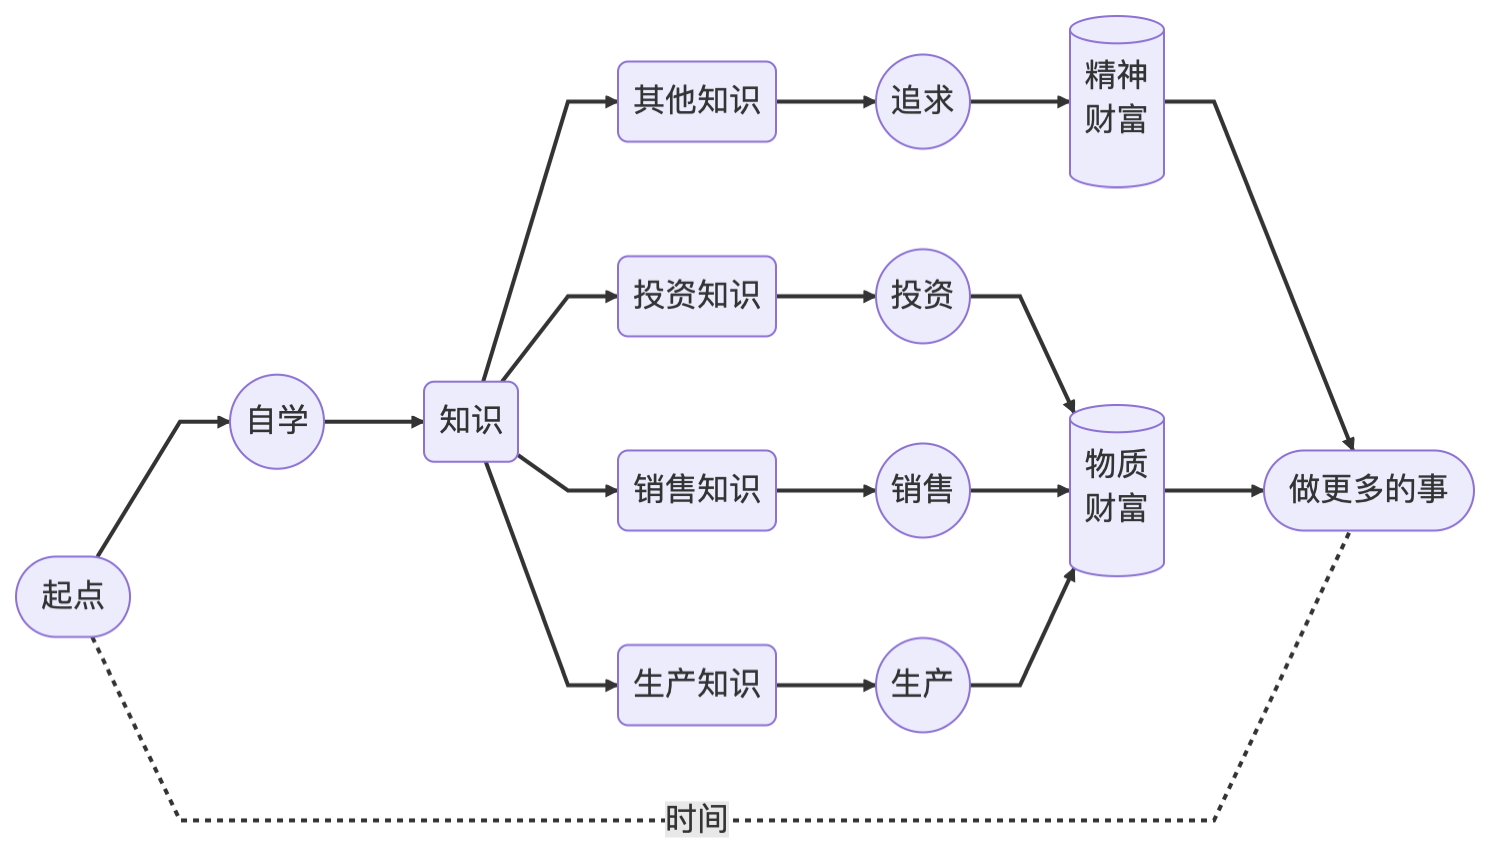 其他知识
追求
精神
财富
投资知识
投资
自学
知识
销售知识
销售
物质
财富
做更多的事
起点
生产知识
生产
时间